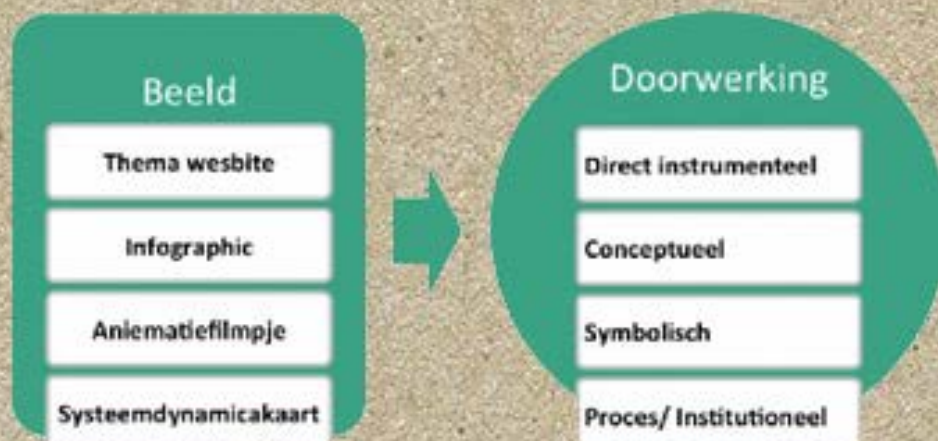 Beeld
Thema wesbite
Infographic
Aniematiefilmpje
Systeemdynamicakaart
Doorwerking
Direct instrumenteel
Conceptueel
Symbolisch
Proces/ Institutioneel